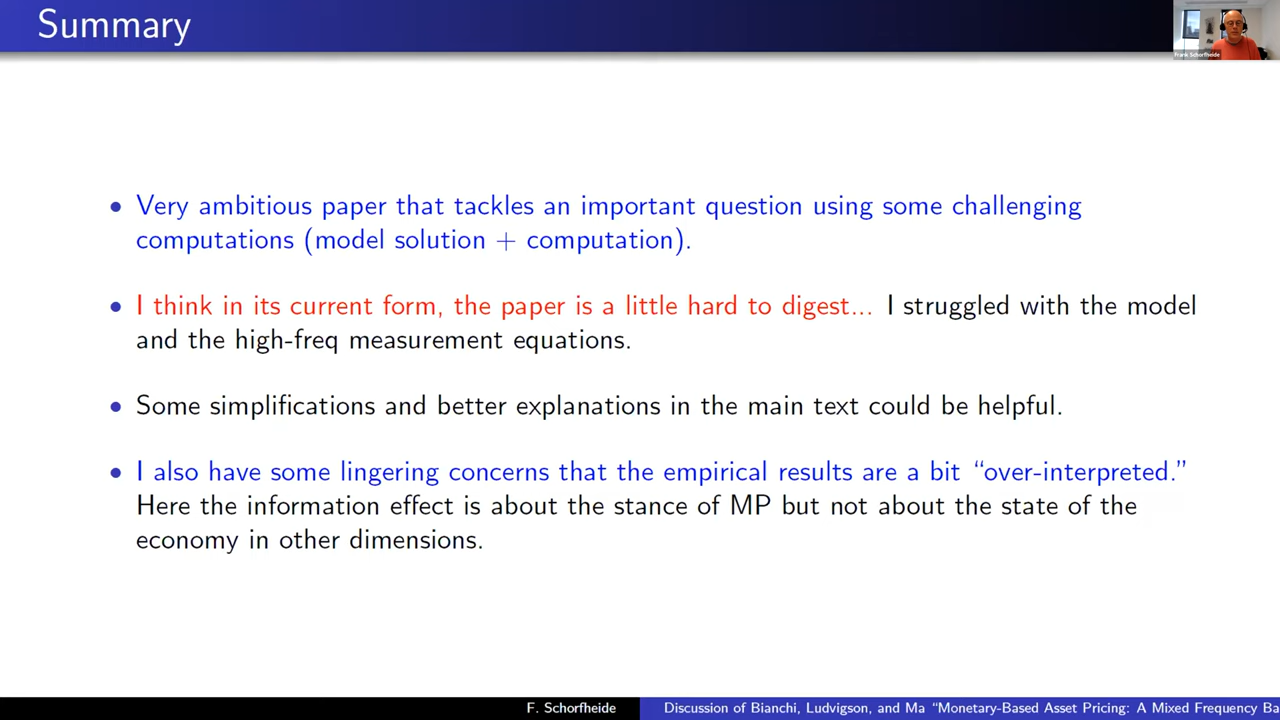 Summary
Frank Schorfheide
• Very ambitious paper that tackles an important question using some challenging
computations (model solution + computation).
• I think in its current form, the paper is a little hard to digest... I struggled with the model
and the high-freq measurement equations.
• Some simplifications and better explanations in the main text could be helpful.
• I also have some lingering concerns that the empirical results are a bit “over-interpreted.”
Here the information effect is about the stance of MP but not about the state of the
economy in other dimensions.
F. Schorfheide
Discussion of Bianchi, Ludvigson, and Ma “Monetary-Based Asset Pricing: A Mixed Frequency Ba